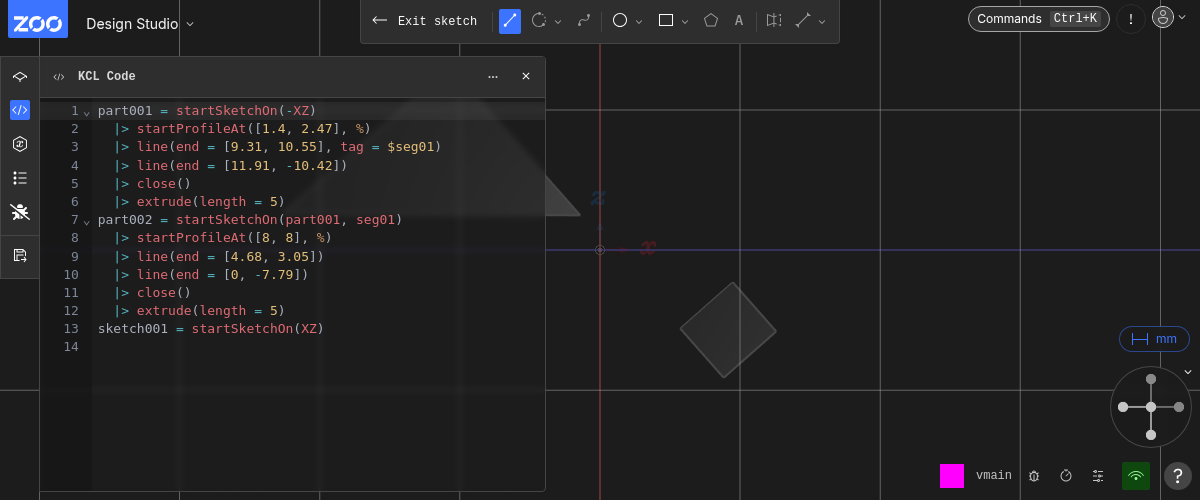 ZOO
Design Studio
Exit sketch
A
Commands Ctrl+K
!
KCL Code
1 part001 = startSketchOn(-XZ)
2 |> startProfileAt([1.4, 2.47], %)
3 |> line(end = [9.31, 10.55], tag = $seg01)
4 |> line(end = [11.91, -10.42])
5 |> close()
6 |> extrude(length = 5)
7 part002 = startSketchOn(part001, seg01)
8 |> startProfileAt([8, 8], %)
9 |> line(end = [4.68, 3.05])
10 |> line(end = [0, -7.79])
11 |> close()
12 |> extrude(length = 5)
13 sketch001 = startSketchOn(XZ)
14
z
x
mm
vmain
?